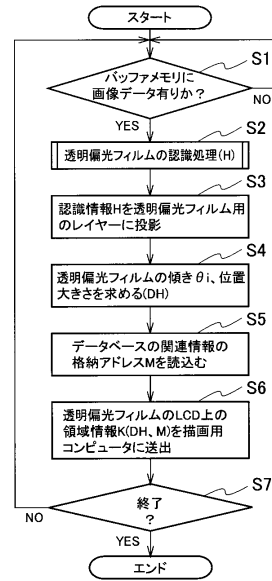 スタート
S1
バッファメモリに
画像データ有りか?
NO
YES
S2
透明偏光フィルムの認識処理(H)
S3
認識情報Hを透明偏光フィルム用
のレイヤーに投影
S4
透明偏光フィルムの傾きθi、位置
大きさを求める(DH)
S5
データベースの関連情報の
格納アドレスMを読込む
S6
透明偏光フィルムのLCD上の
領域情報K(DH、M)を描画用
コンピュータに送出
S7
終了
?
NO
YES
エンド